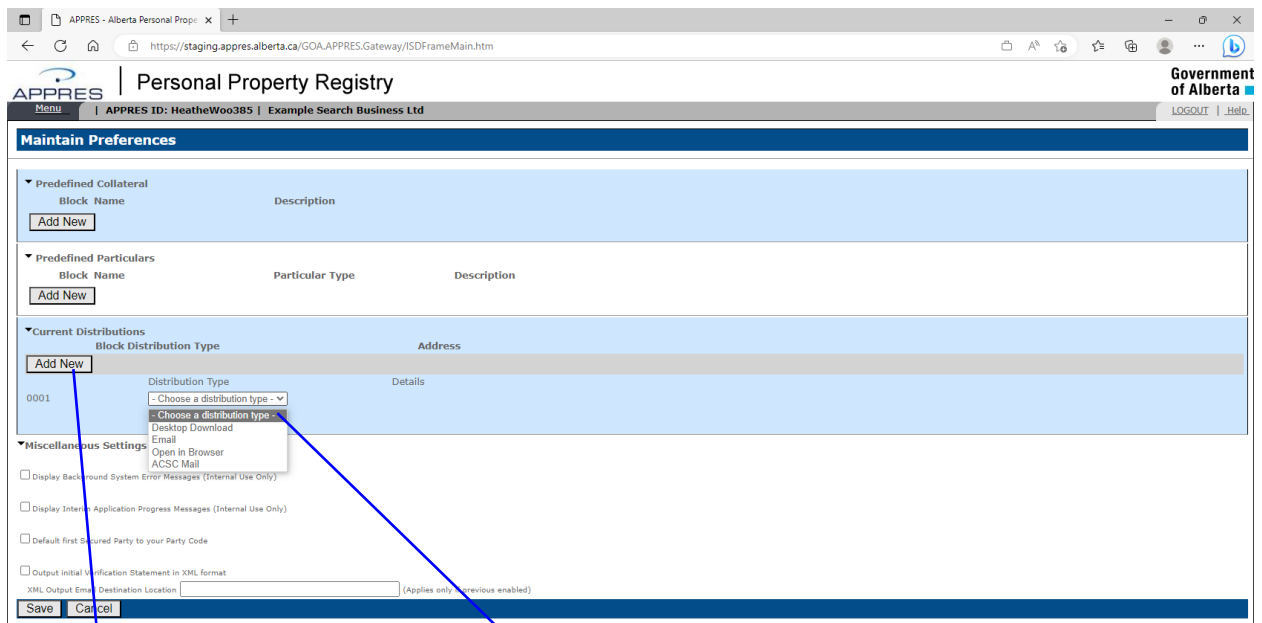 APPRES - Alberta Personal Prope
https://staging.appres.alberta.ca/GOA.APPRES.Gateway/ISDFrameMain.htm
APPRES
Personal Property Registry
Government
of Alberta
Menu | APPRES ID: HeatheWoo385 | Example Search Business Ltd LOGOUT | Help
Maintain Preferences
Predefined Collateral
Block Name Description
Add New
Predefined Particulars
Block Name Particular Type Description
Add New
Current Distributions
Block Distribution Type Address
Add New
Distribution Type Details
0001 - Choose a distribution type -
- Choose a distribution type -
Desktop Download
Email
Miscellaneous Settings
Open in Browser
ACSC Mail
Display Background System Error Messages (Internal Use Only)
Display Interim Application Progress Messages (Internal Use Only)
Default first Secured Party to your Party Code
Output initial Verification Statement in XML format
XML Output Email Destination Location (Applies only if previous enabled)
Save Cancel